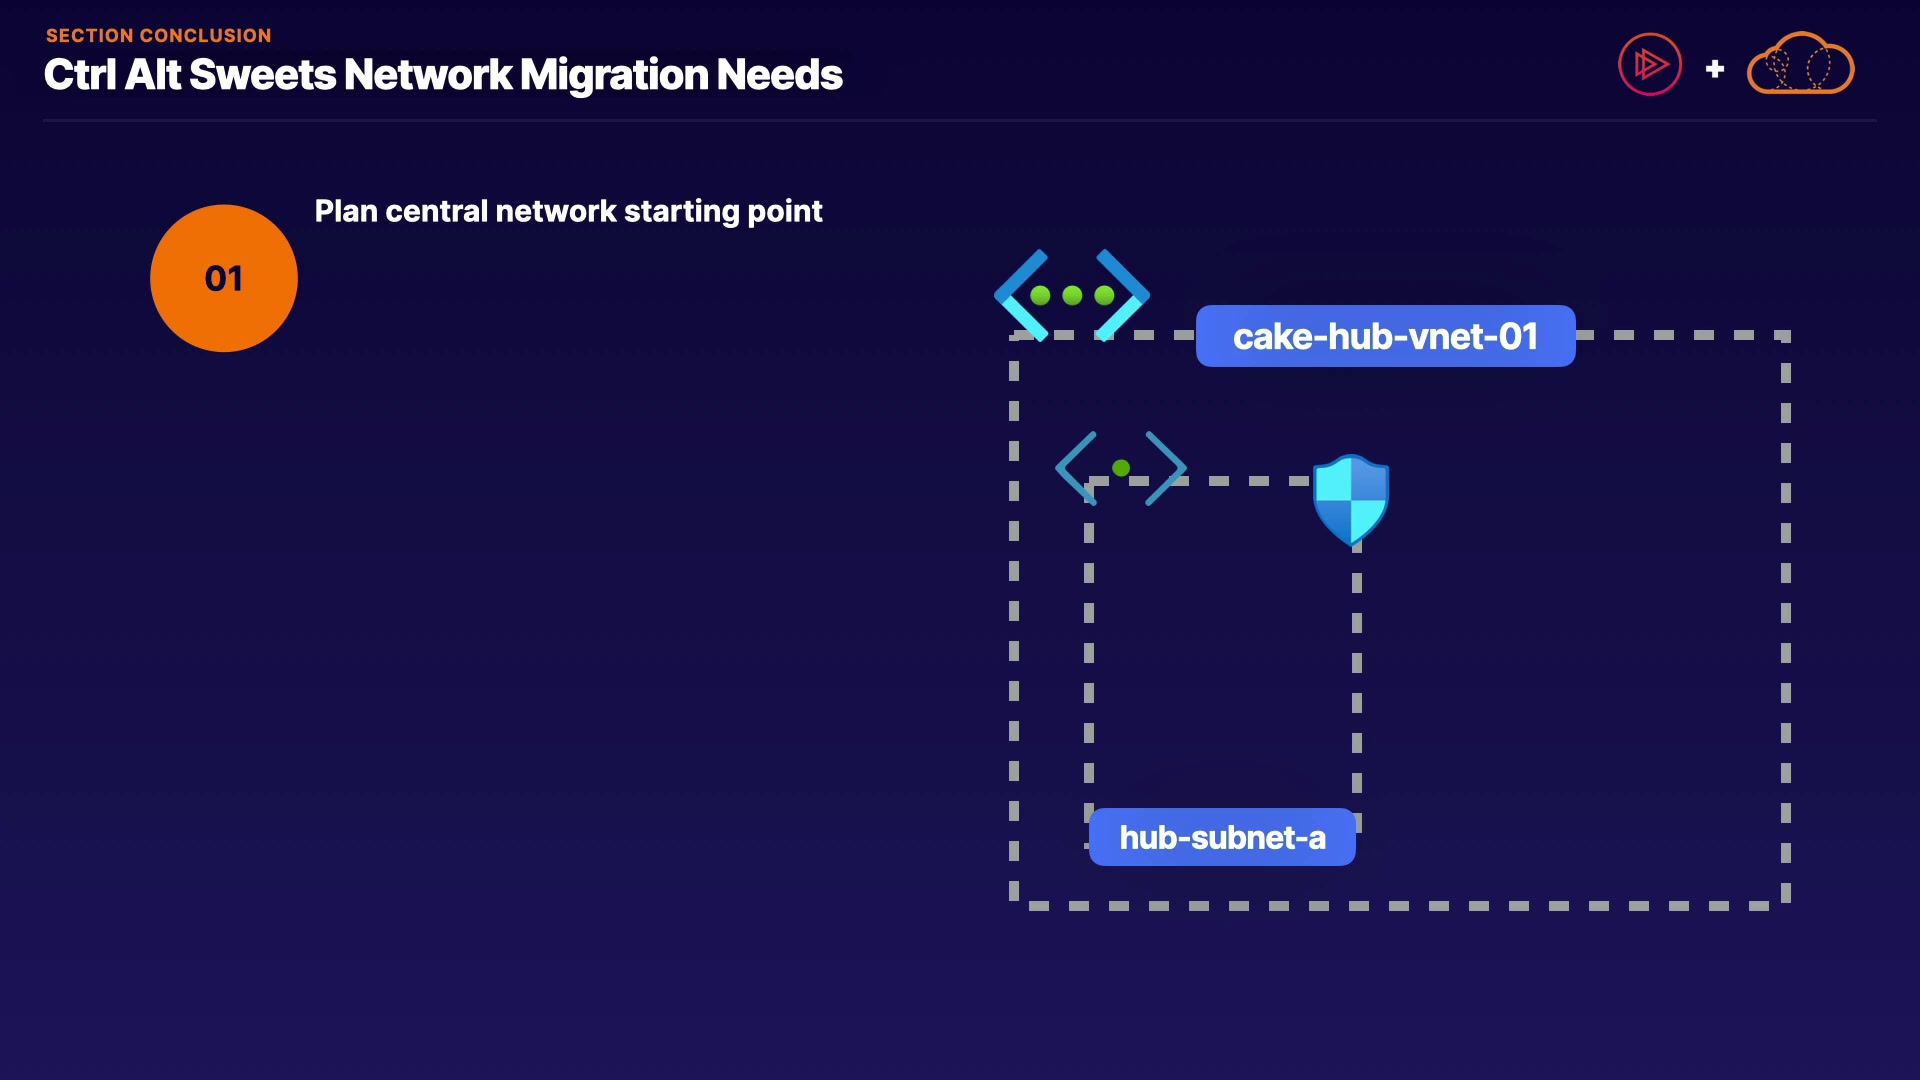 SECTION CONCLUSION
Ctrl Alt Sweets Network Migration Needs
01
Plan central network starting point
cake-hub-vnet-01
hub-subnet-a